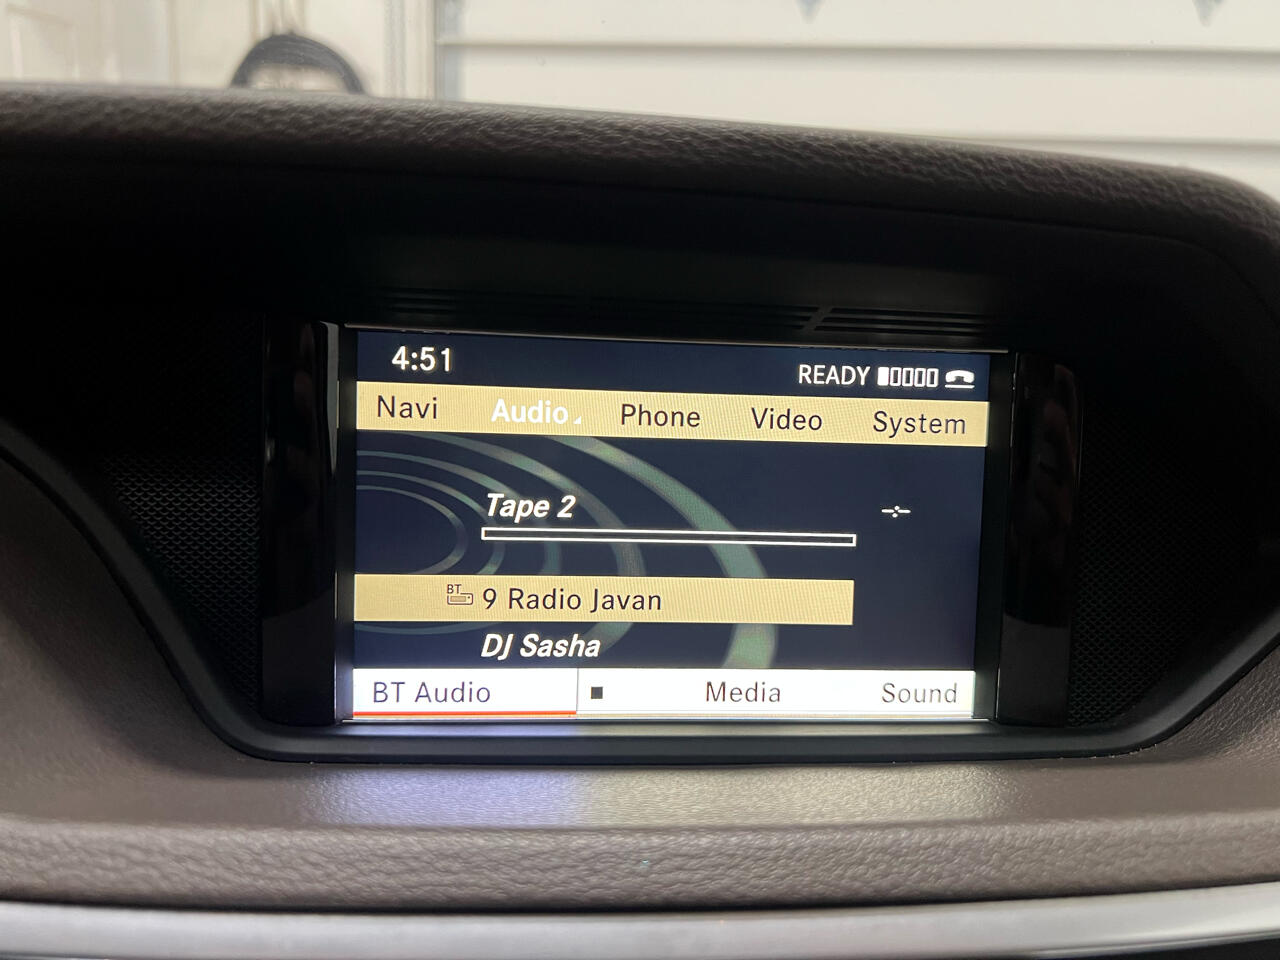 4:51 READY
Navi Audio Phone Video System
Tape 2
BT 9 Radio Javan
DJ Sasha
BT Audio Media Sound